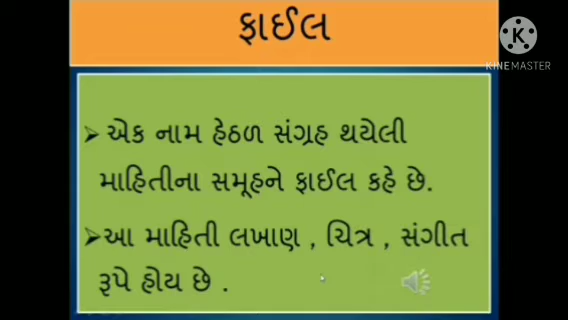 ફાઈલ
KINEMASTER
➢ એક નામ હેઠળ સંગ્રહ થયેલી
માહિતીના સમૂહને ફાઈલ કહે છે.
➢આ માહિતી લખાણ , ચિત્ર , સંગીત
રૂપે હોય છે .